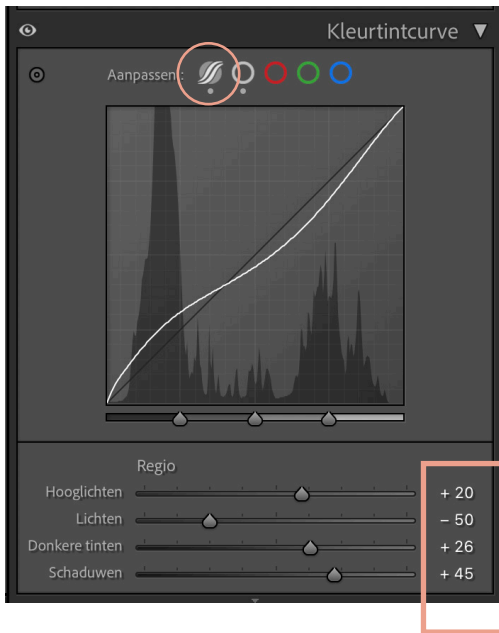 Kleurtintcurve
Aanpassen:
Regio
Hooglichten + 20
Lichten – 50
Donkere tinten + 26
Schaduwen + 45